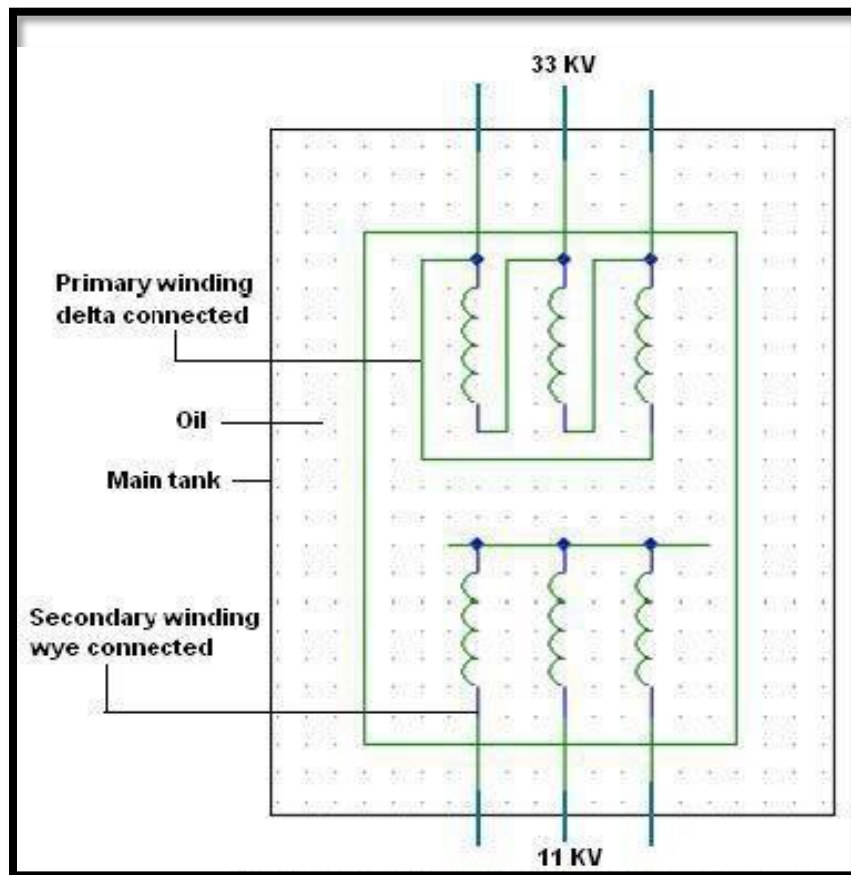 33 KV
Primary winding
delta connected
Oil
Main tank
Secondary winding
wye connected
11 KV